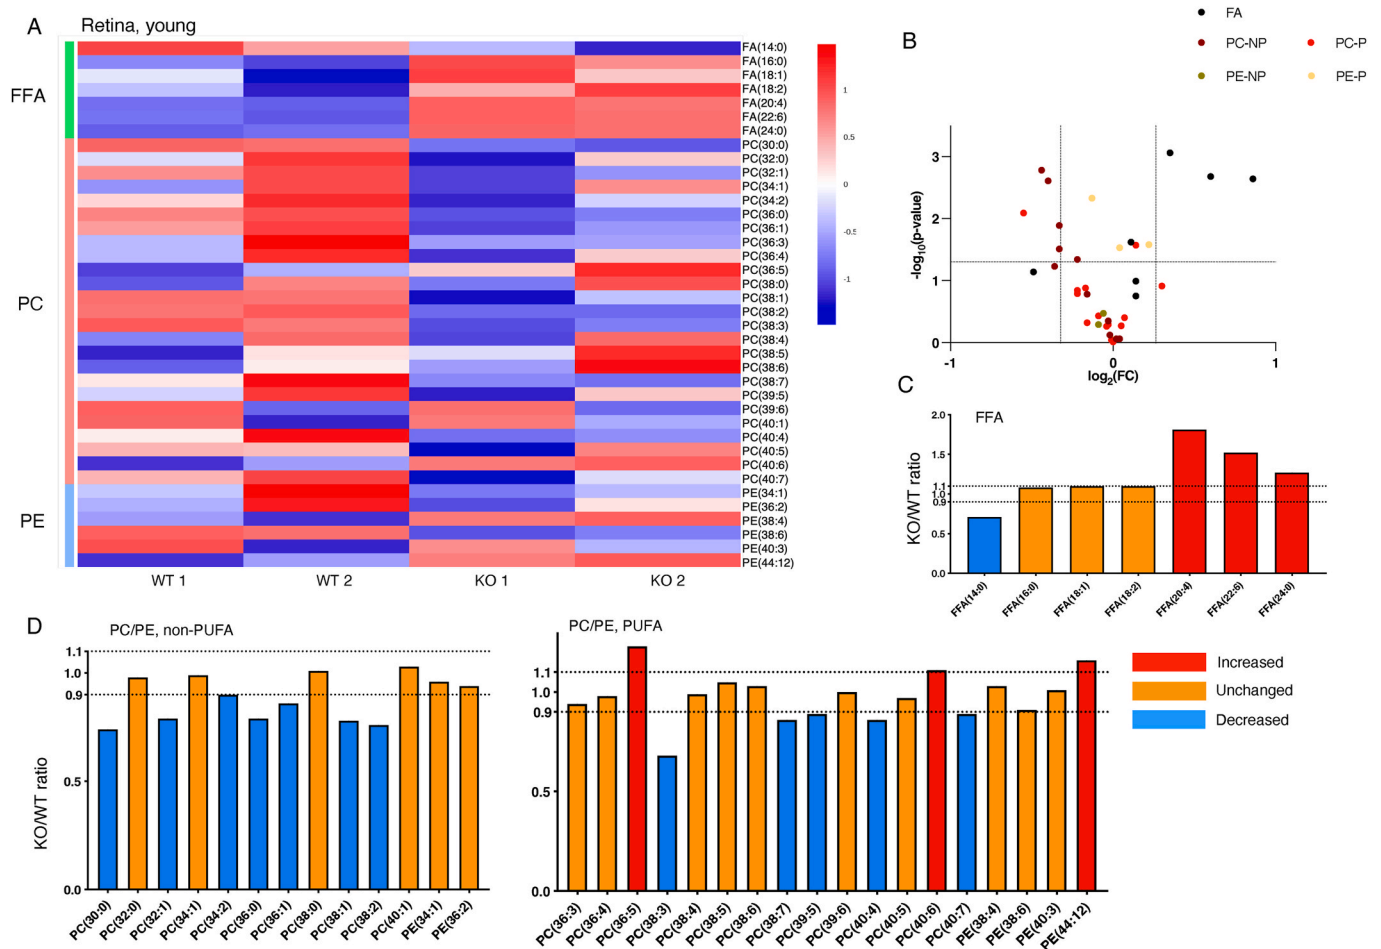 A
Retina, young
FFA
PC
PE
FA(14:0)
FA(16:0)
FA(18:1)
FA(18:2)
FA(20:4)
FA(22:6)
FA(24:0)
PC(30:0)
PC(32:0)
PC(32:1)
PC(34:1)
PC(34:2)
PC(36:0)
PC(36:1)
PC(36:3)
PC(36:4)
PC(36:5)
PC(38:0)
PC(38:1)
PC(38:2)
PC(38:3)
PC(38:4)
PC(38:5)
PC(38:6)
PC(38:7)
PC(39:5)
PC(39:6)
PC(40:1)
PC(40:4)
PC(40:5)
PC(40:6)
PC(40:7)
PE(34:1)
PE(36:2)
PE(38:4)
PE(38:6)
PE(40:3)
PE(44:12)
WT 1 WT 2 KO 1 KO 2
1
0.5
0
-0.5
-1
B
FA
PC-NP PC-P
PE-NP PE-P
3
2
1
0
-log10(p-value)
-1 0 1
log2(FC)
C
FFA
2.0
1.5
1.1
1.0
0.9
0.5
0.0
KO/WT ratio
FFA(14:0) FFA(16:0) FFA(18:1) FFA(18:2) FFA(20:4) FFA(22:6) FFA(24:0)
D
PC/PE, non-PUFA
1.1
1.0
0.9
0.5
0.0
KO/WT ratio
PC(30:0) PC(32:0) PC(32:1) PC(34:1) PC(34:2) PC(36:0) PC(36:1) PC(38:0) PC(38:1) PC(38:2) PC(40:1) PE(34:1) PE(36:2)
PC/PE, PUFA
1.1
1.0
0.9
0.5
0.0
PC(36:3) PC(36:4) PC(36:5) PC(38:3) PC(38:4) PC(38:5) PC(38:6) PC(38:7) PC(39:5) PC(39:6) PC(40:4) PC(40:5) PC(40:6) PC(40:7) PE(38:4) PE(38:6) PE(40:3) PE(44:12)
Increased
Unchanged
Decreased